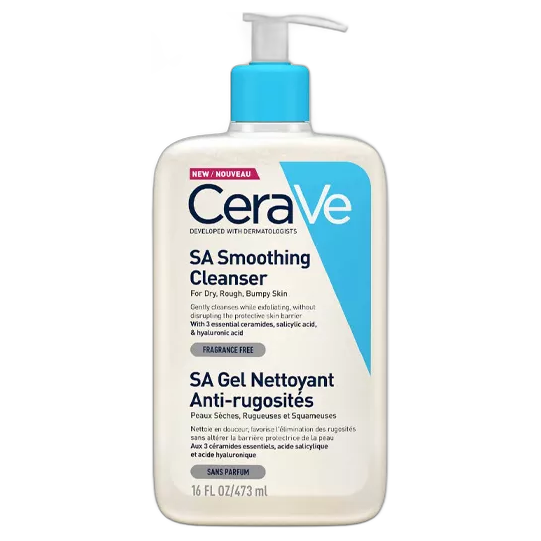 NEW / NOUVEAU
CeraVe
DEVELOPED WITH DERMATOLOGISTS
SA Smoothing
Cleanser
For Dry, Rough, Bumpy Skin
Gently cleanses while exfoliating, without
disrupting the protective skin barrier
With 3 essential ceramides, salicylic acid,
& hyaluronic acid
FRAGRANCE FREE
SA Gel Nettoyant
Anti-rugosités
Peaux Sèches, Rugueuses et Squameuses
Nettoie en douceur, favorise l'élimination des rugosités
sans altérer la barrière protectrice de la peau
Aux 3 céramides essentiels, acide salicylique
et acide hyaluronique
SANS PARFUM
16 FL OZ/473 ml